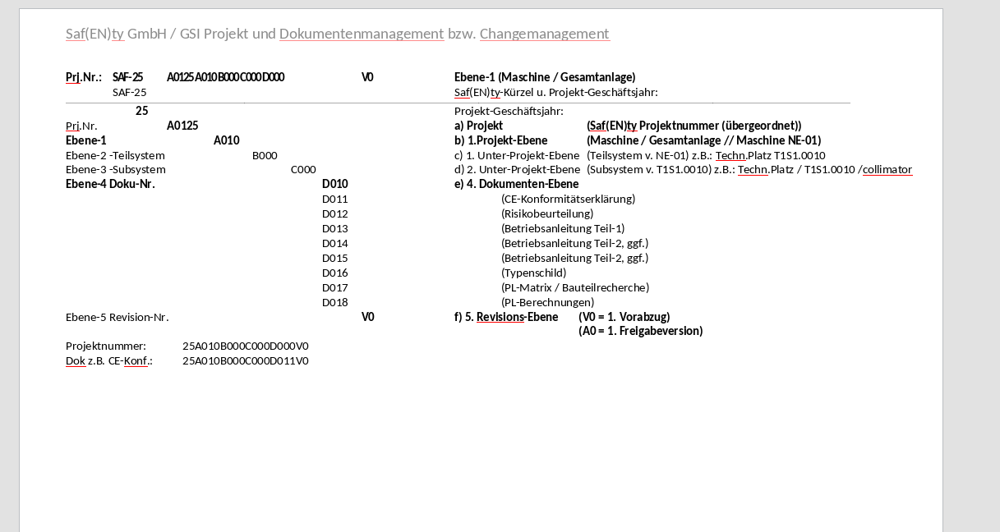 Saf(EN)ty GmbH / GSI Projekt und Dokumentenmanagement bzw. Changemanagement
Prj.Nr.: SAF-25 A0125A010B000C000D000 V0 Ebene-1 (Maschine / Gesamtanlage)
SAF-25 Saf(EN)ty-Kürzel u. Projekt-Geschäftsjahr:
25 Projekt-Geschäftsjahr:
Prj.Nr. A0125 a) Projekt (Saf(EN)ty Projektnummer (übergeordnet))
Ebene-1 A010 b) 1.Projekt-Ebene (Maschine / Gesamtanlage // Maschine NE-01)
Ebene-2 -Teilsystem B000 c) 1. Unter-Projekt-Ebene (Teilsystem v. NE-01) z.B.: Techn.Platz T1S1.0010
Ebene-3 -Subsystem C000 d) 2. Unter-Projekt-Ebene (Subsystem v. T1S1.0010) z.B.: Techn.Platz / T1S1.0010 /collimator
Ebene-4 Doku-Nr. D010 e) 4. Dokumenten-Ebene
D011 (CE-Konformitätserklärung)
D012 (Risikobeurteilung)
D013 (Betriebsanleitung Teil-1)
D014 (Betriebsanleitung Teil-2, ggf.)
D015 (Betriebsanleitung Teil-2, ggf.)
D016 (Typenschild)
D017 (PL-Matrix / Bauteilrecherche)
D018 (PL-Berechnungen)
Ebene-5 Revision-Nr. V0 f) 5. Revisions-Ebene (V0 = 1. Vorabzug)
(A0 = 1. Freigabeversion)
Projektnummer: 25A010B000C000D000V0
Dok z.B. CE-Konf.: 25A010B000C000D011V0